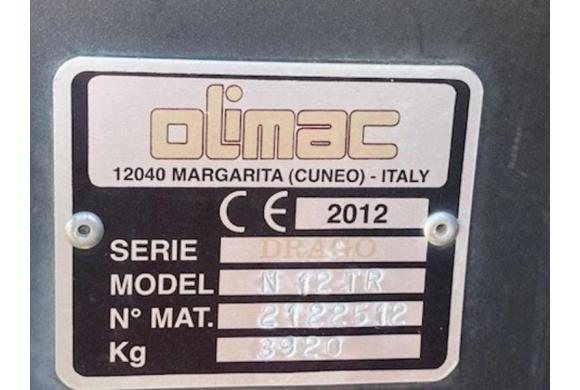 olimac
12040 MARGARITA (CUNEO) - ITALY
CE 2012
SERIE DRAGO
MODEL N 12 TR
N° MAT. 2122512
Kg 3920